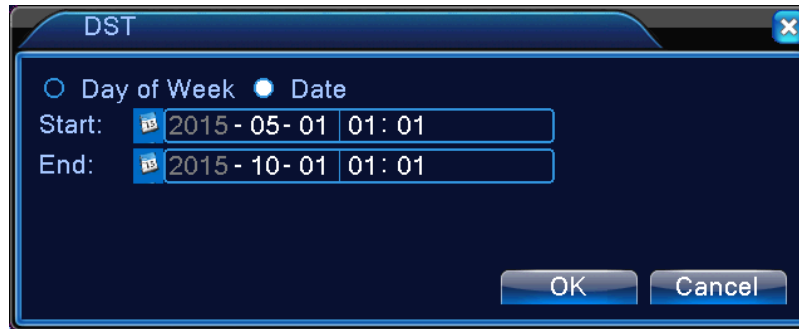 DST
Day of Week Date
Start: 2015 - 05 - 01 01 : 01
End: 2015 - 10 - 01 01 : 01
OK Cancel